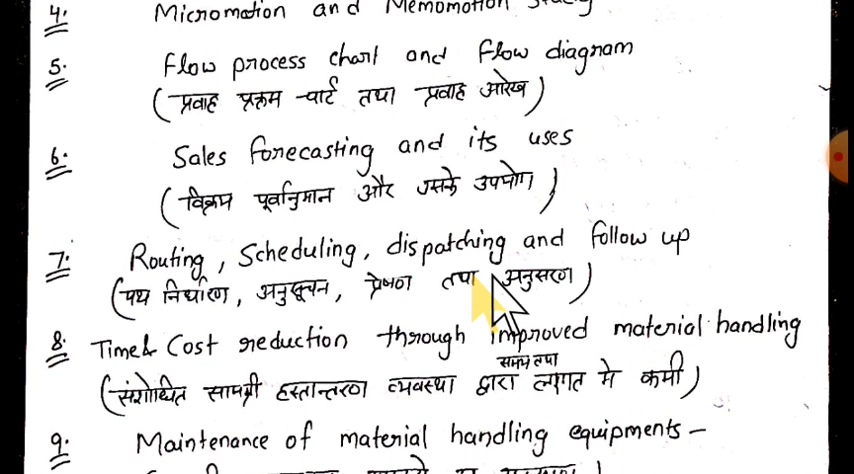 4. Micromotion and Memomotion Study
5. Flow process chart and flow diagram
(प्रवाह प्रक्रम चार्ट तथा प्रवाह आरेख)
6. Sales forecasting and its uses
(विक्रय पूर्वानुमान और उसके उपयोग)
7. Routing, Scheduling, dispatching and follow up
(पथ निर्धारण, अनुसूचन, प्रेषण तथा अनुसरण)
8. Time & Cost reduction through improved material handling
समय तथा
(संशोधित सामग्री हस्तान्तरण व्यवस्था द्वारा लागत मे कमी)
9. Maintenance of material handling equipments -